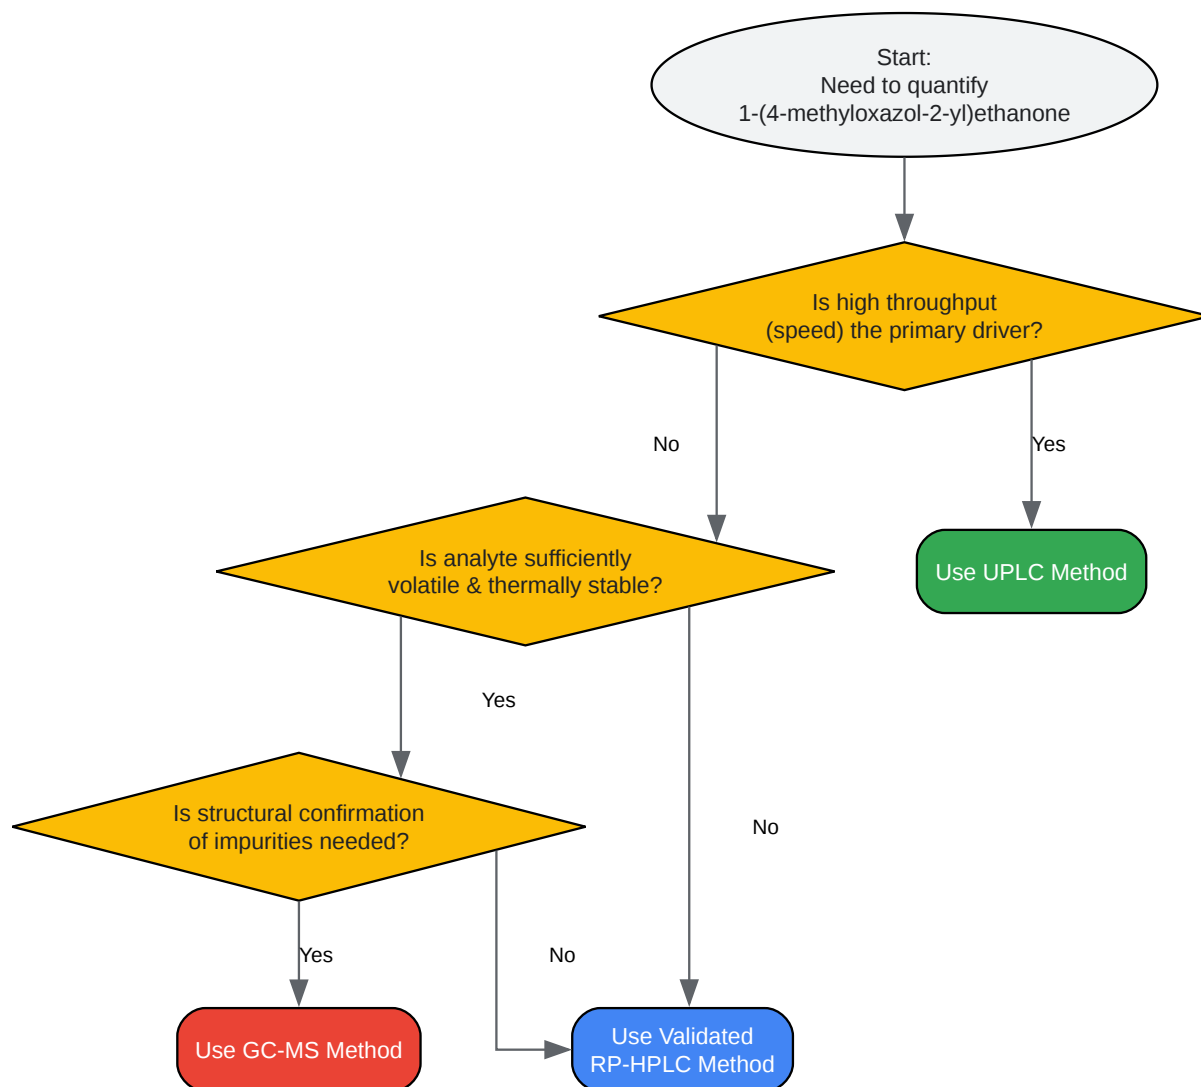 Start:
Need to quantify
1-(4-methyloxazol-2-yl)ethanone
Is high throughput
(speed) the primary driver?
No
Yes
Is analyte sufficiently
volatile & thermally stable?
Use UPLC Method
Yes
Is structural confirmation
of impurities needed?
No
Yes
No
Use GC-MS Method
Use Validated
RP-HPLC Method